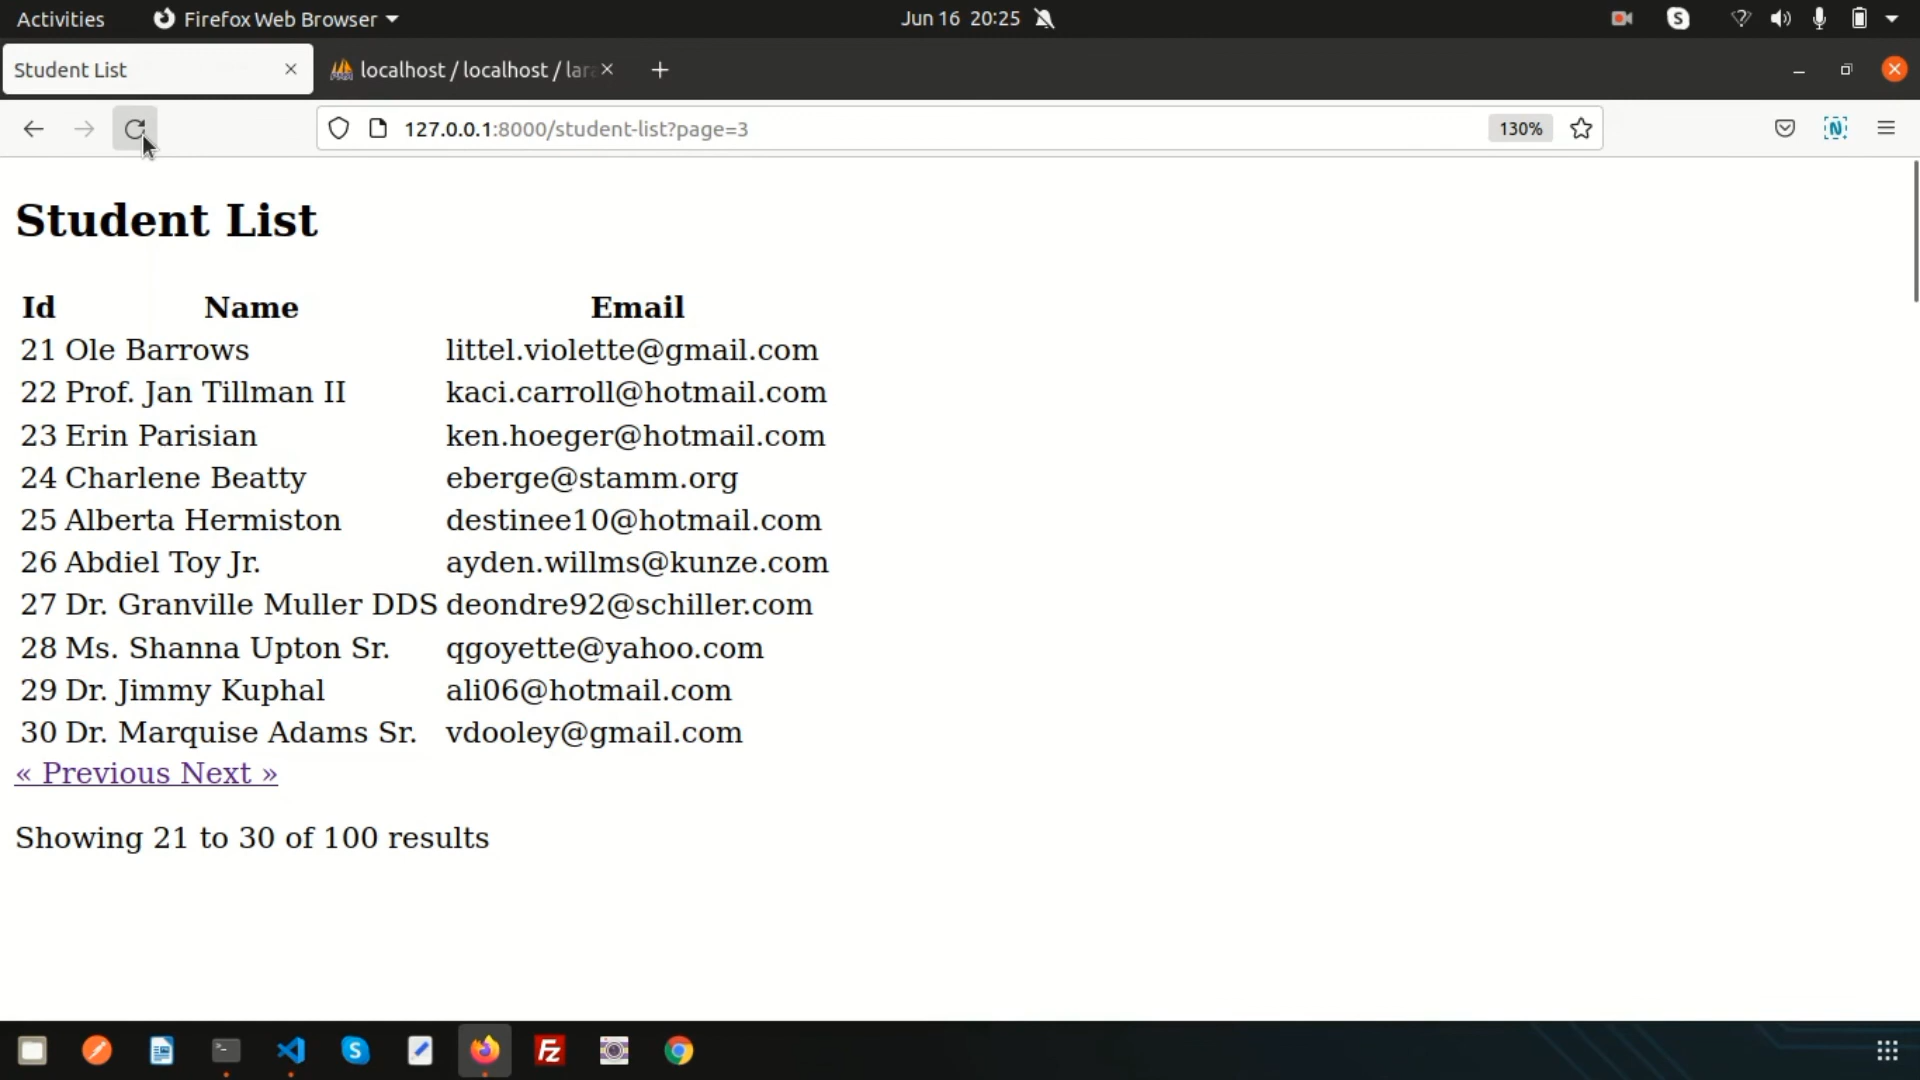 Activities Firefox Web Browser Jun 16 20:25
Student List localhost / localhost / lar
127.0.0.1:8000/student-list?page=3 130%
Student List
Id Name Email
21 Ole Barrows littel.violette@gmail.com
22 Prof. Jan Tillman II kaci.carroll@hotmail.com
23 Erin Parisian ken.hoeger@hotmail.com
24 Charlene Beatty eberge@stamm.org
25 Alberta Hermiston destinee10@hotmail.com
26 Abdiel Toy Jr. ayden.willms@kunze.com
27 Dr. Granville Muller DDS deondre92@schiller.com
28 Ms. Shanna Upton Sr. qgoyette@yahoo.com
29 Dr. Jimmy Kuphal ali06@hotmail.com
30 Dr. Marquise Adams Sr. vdooley@gmail.com
« Previous Next »
Showing 21 to 30 of 100 results